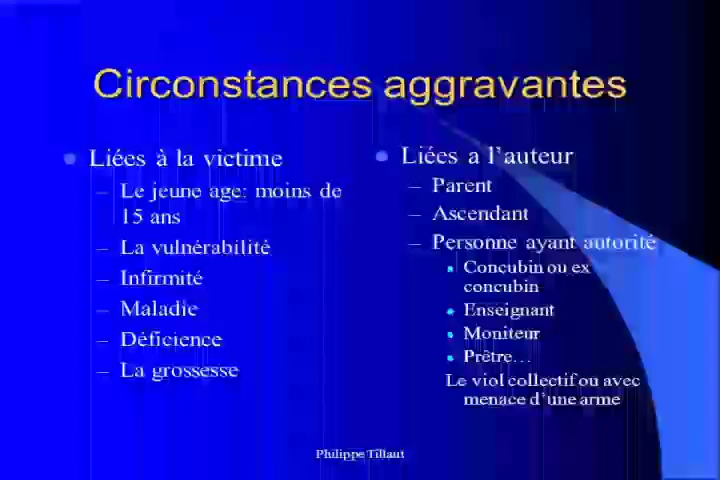 Circonstances aggravantes
Liées à la victime
– Le jeune age: moins de
15 ans
– La vulnérabilité
– Infirmité
– Maladie
– Déficience
– La grossesse
Liées a l'auteur
– Parent
– Ascendant
– Personne ayant autorité
Concubin ou ex
concubin
Enseignant
Moniteur
Prêtre...
Le viol collectif ou avec
menace d'une arme
Philippe Tillaut